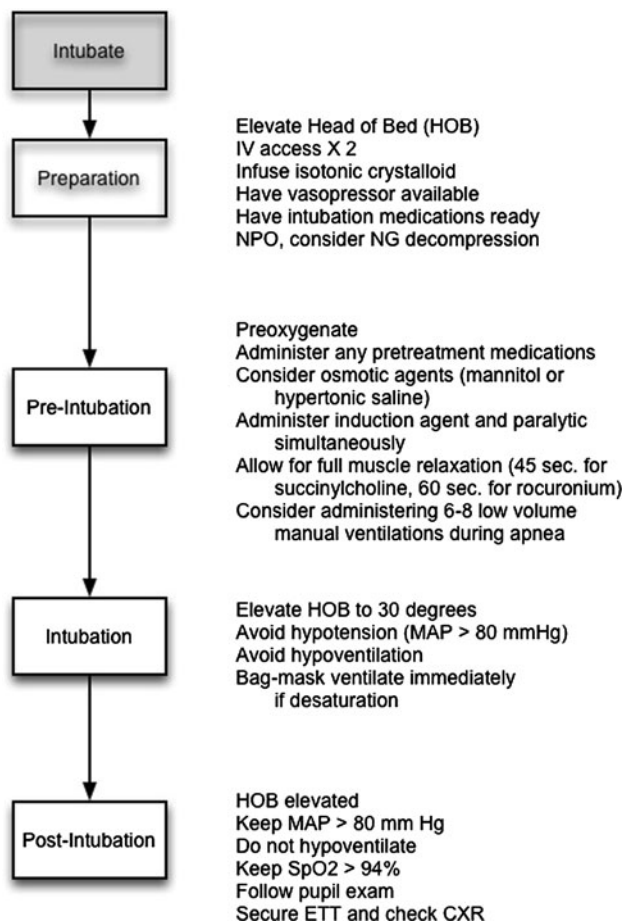 Intubate
Preparation
Elevate Head of Bed (HOB)
IV access X 2
Infuse isotonic crystalloid
Have vasopressor available
Have intubation medications ready
NPO, consider NG decompression
Pre-Intubation
Preoxygenate
Administer any pretreatment medications
Consider osmotic agents (mannitol or
hypertonic saline)
Administer induction agent and paralytic
simultaneously
Allow for full muscle relaxation (45 sec. for
succinylcholine, 60 sec. for rocuronium)
Consider administering 6-8 low volume
manual ventilations during apnea
Intubation
Elevate HOB to 30 degrees
Avoid hypotension (MAP > 80 mmHg)
Avoid hypoventilation
Bag-mask ventilate immediately
if desaturation
Post-Intubation
HOB elevated
Keep MAP > 80 mm Hg
Do not hypoventilate
Keep SpO2 > 94%
Follow pupil exam
Secure ETT and check CXR